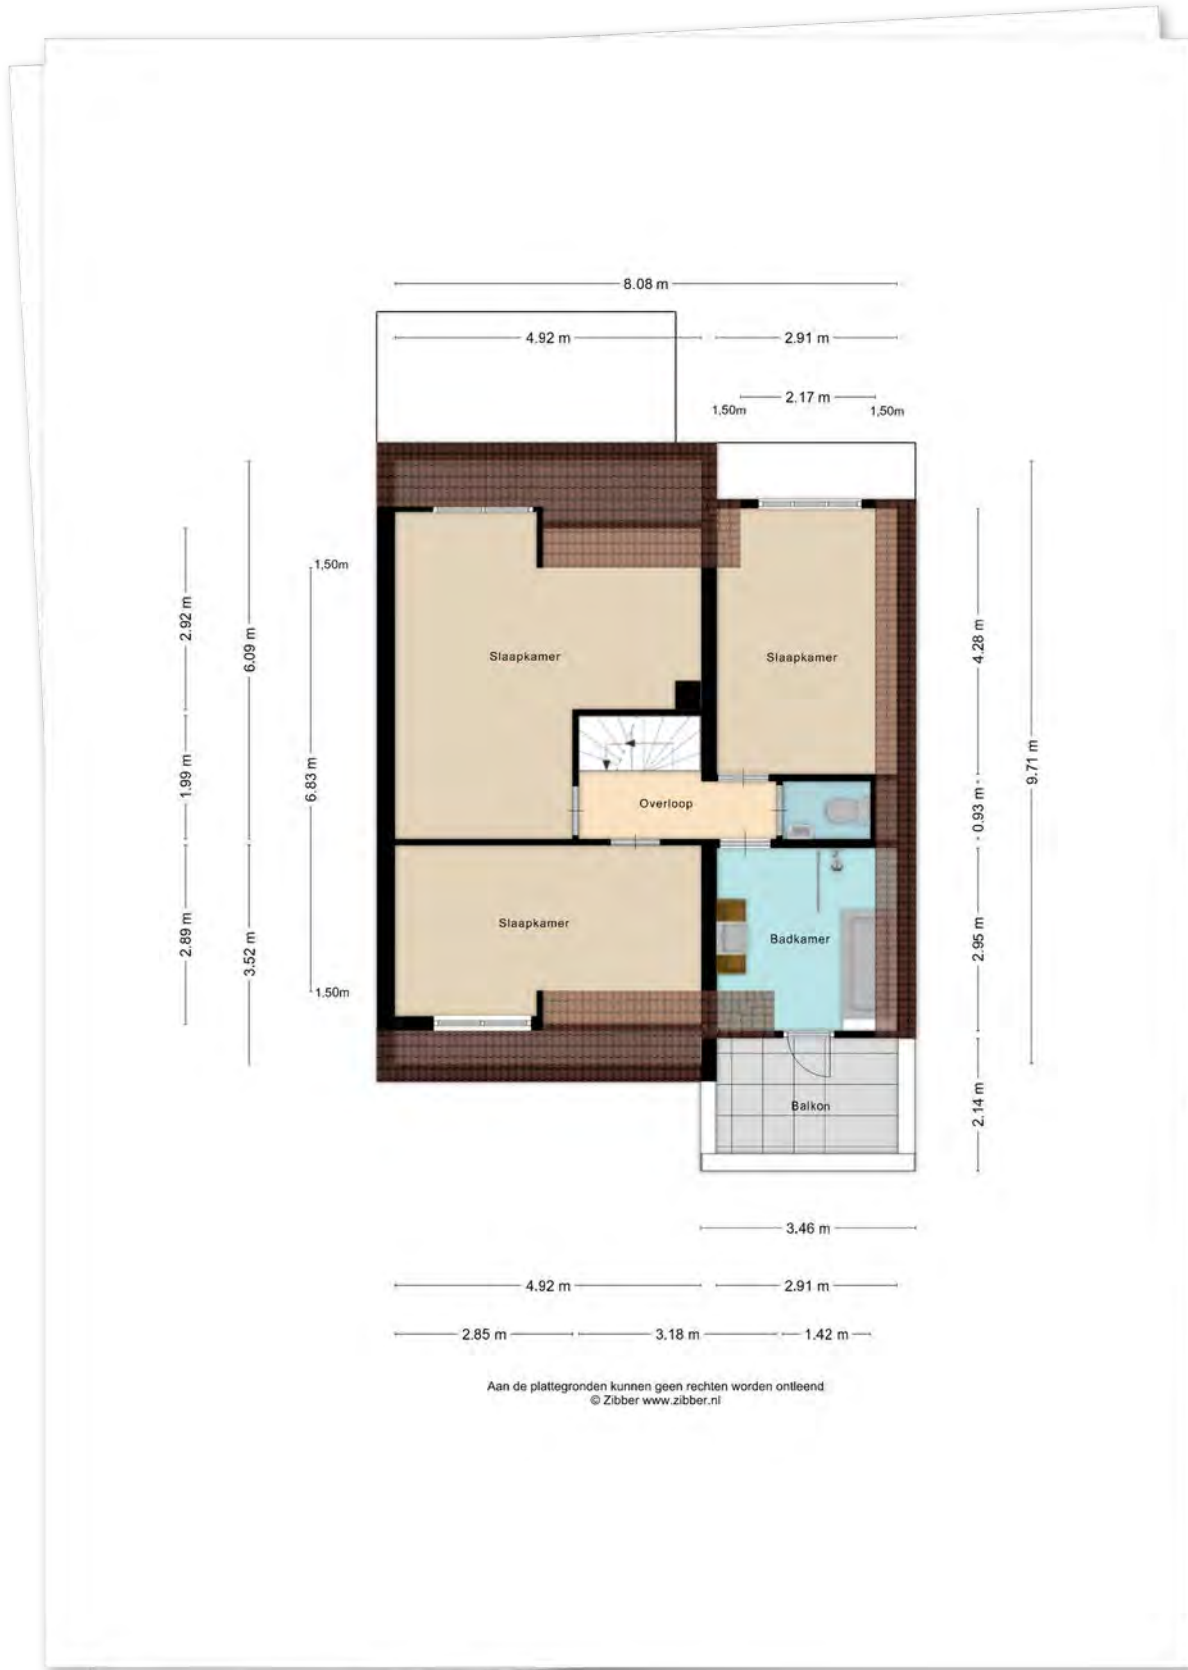 8.08 m
4.92 m
2.91 m
2.17 m
1,50m
1,50m
1,50m
2.92 m
6.09 m
Slaapkamer
Slaapkamer
4.28 m
9.71 m
1.99 m
6.83 m
Overloop
0.93 m
2.89 m
3.52 m
Slaapkamer
Badkamer
2.95 m
1,50m
Balkon
2.14 m
3.46 m
4.92 m
2.91 m
2.85 m
3.18 m
1.42 m
Aan de plattegronden kunnen geen rechten worden ontleend
© Zibber www.zibber.nl